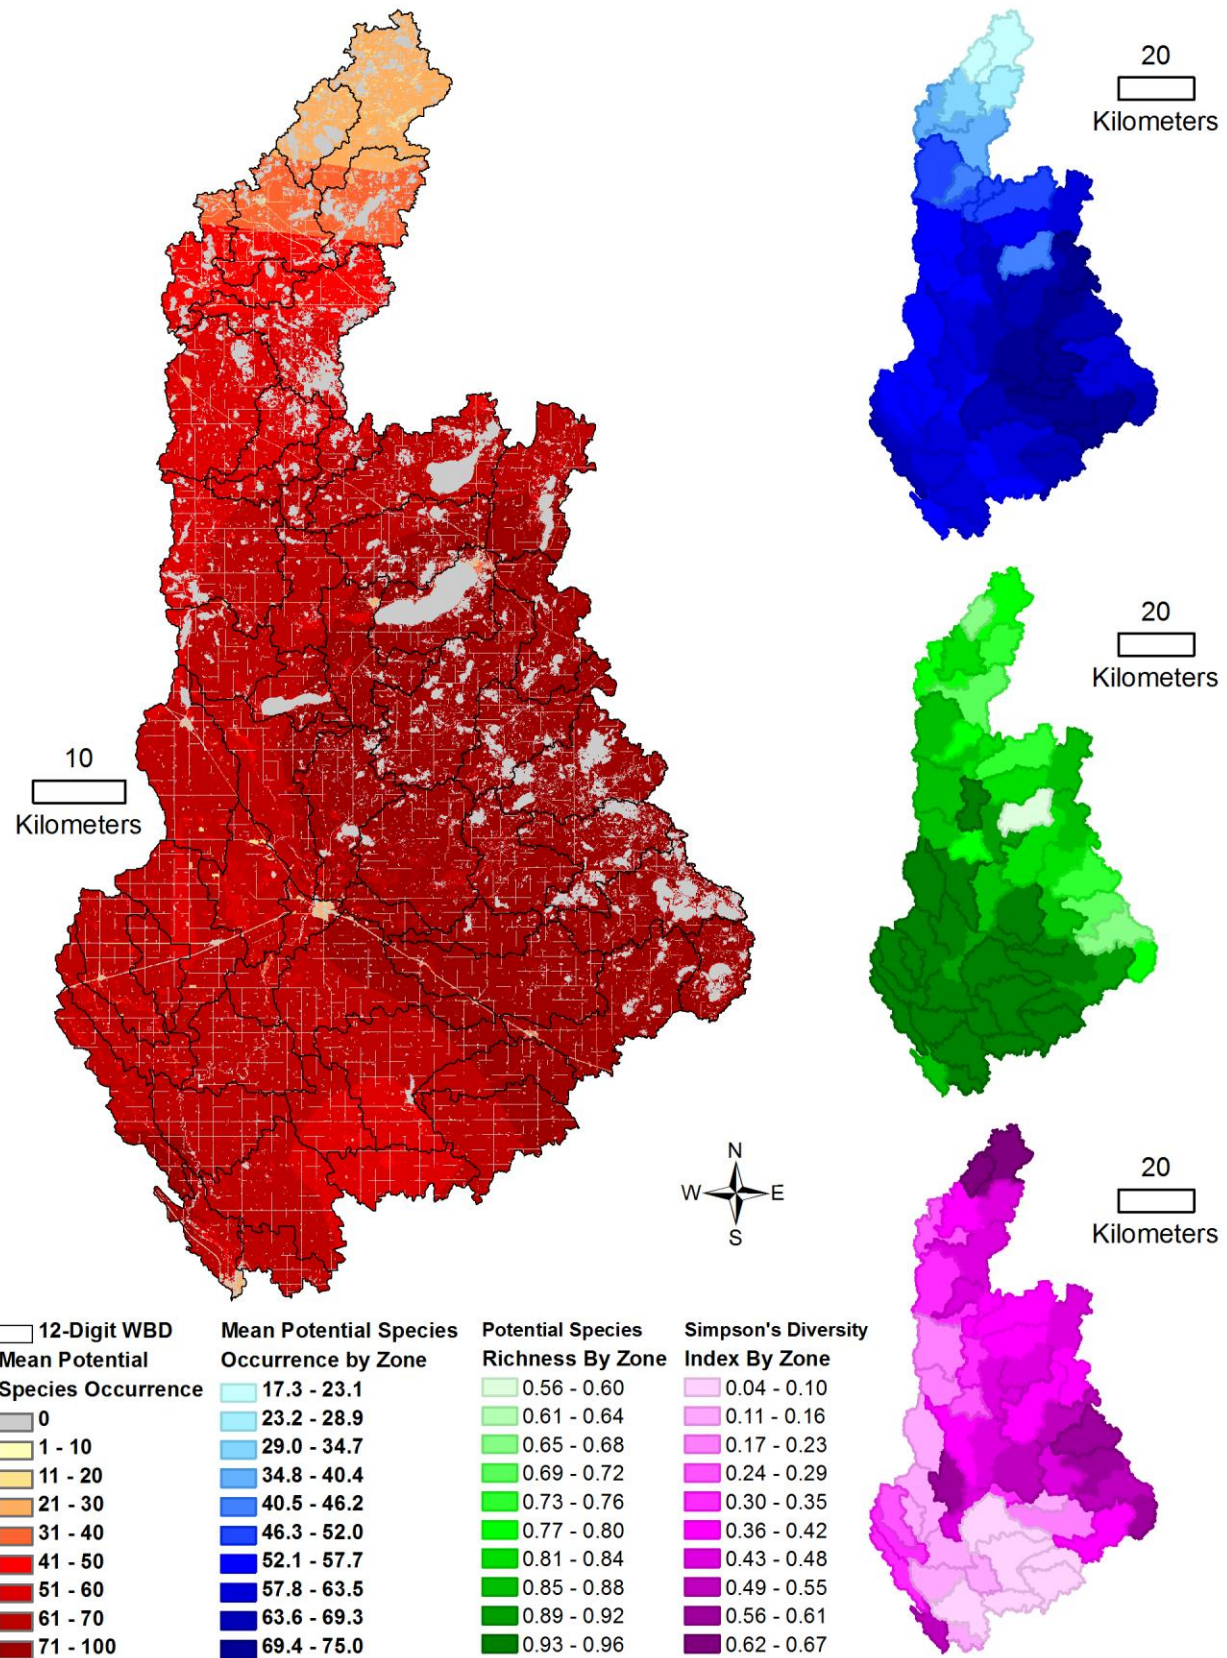 20
Kilometers
20
Kilometers
10
Kilometers
N
W E
S
20
Kilometers
12-Digit WBD
Mean Potential
Species Occurrence
0
1 - 10
11 - 20
21 - 30
31 - 40
41 - 50
51 - 60
61 - 70
71 - 100
Mean Potential Species
Occurrence by Zone
17.3 - 23.1
23.2 - 28.9
29.0 - 34.7
34.8 - 40.4
40.5 - 46.2
46.3 - 52.0
52.1 - 57.7
57.8 - 63.5
63.6 - 69.3
69.4 - 75.0
Potential Species
Richness By Zone
0.56 - 0.60
0.61 - 0.64
0.65 - 0.68
0.69 - 0.72
0.73 - 0.76
0.77 - 0.80
0.81 - 0.84
0.85 - 0.88
0.89 - 0.92
0.93 - 0.96
Simpson's Diversity
Index By Zone
0.04 - 0.10
0.11 - 0.16
0.17 - 0.23
0.24 - 0.29
0.30 - 0.35
0.36 - 0.42
0.43 - 0.48
0.49 - 0.55
0.56 - 0.61
0.62 - 0.67